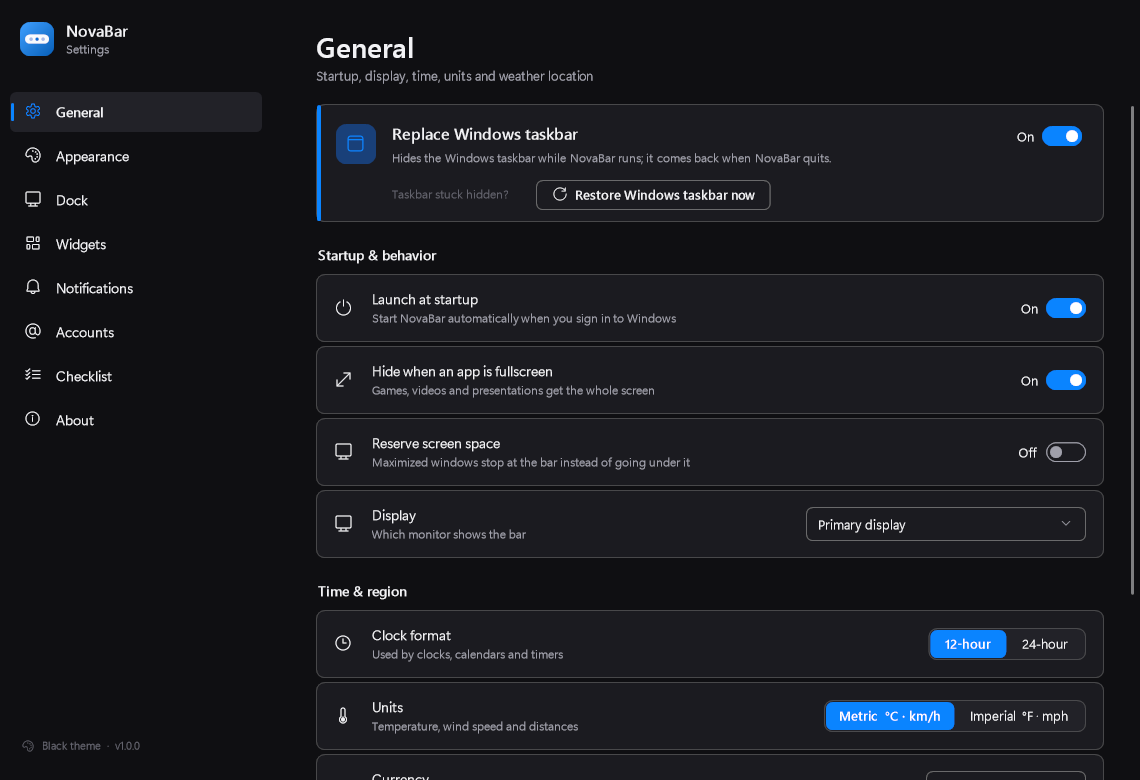 NovaBar
Settings
General
Appearance
Dock
Widgets
Notifications
Accounts
Checklist
About
Black theme · v1.0.0
General
Startup, display, time, units and weather location
Replace Windows taskbar
Hides the Windows taskbar while NovaBar runs; it comes back when NovaBar quits.
On
Taskbar stuck hidden?
Restore Windows taskbar now
Startup & behavior
Launch at startup
Start NovaBar automatically when you sign in to Windows
On
Hide when an app is fullscreen
Games, videos and presentations get the whole screen
On
Reserve screen space
Maximized windows stop at the bar instead of going under it
Off
Display
Which monitor shows the bar
Primary display
Time & region
Clock format
Used by clocks, calendars and timers
12-hour
24-hour
Units
Temperature, wind speed and distances
Metric °C · km/h
Imperial °F · mph
Currency